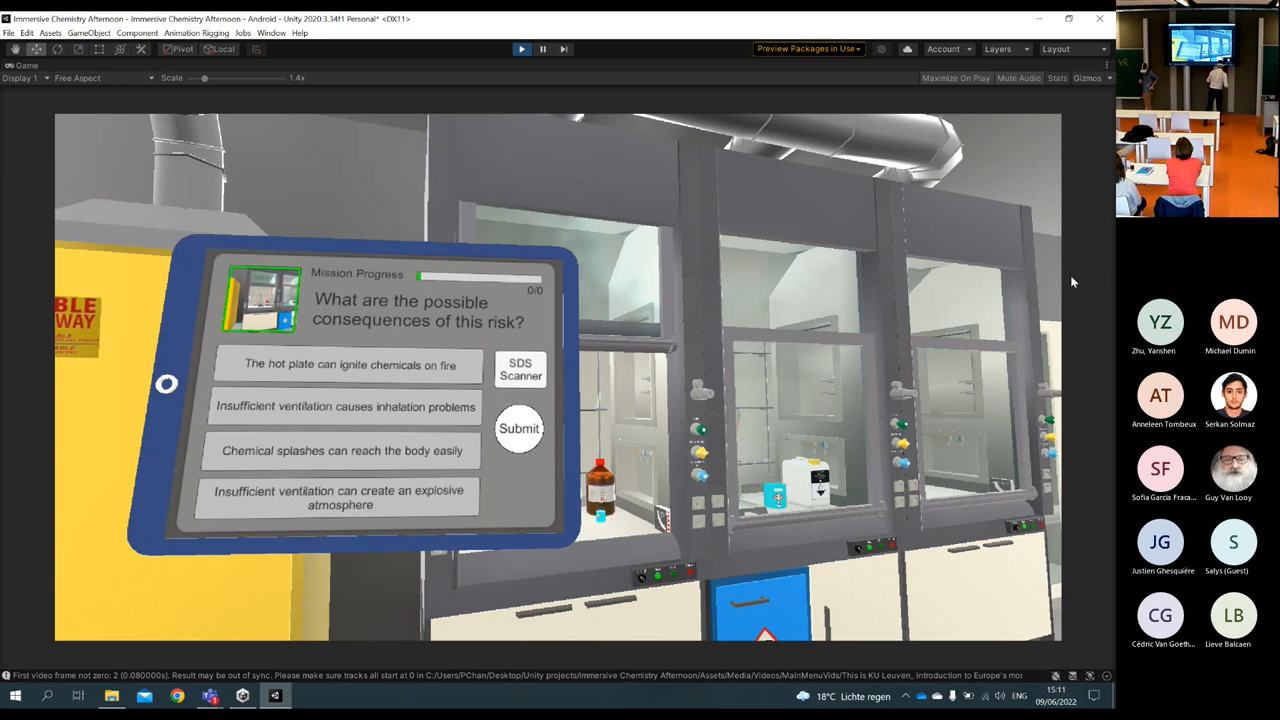 Immersive Chemistry Afternoon - Immersive Chemistry Afternoon - Android - Unity 2020.3.34f1 Personal* <DX11>
File Edit Assets GameObject Component Animation Rigging Jobs Window Help
Pivot Local Preview Packages in Use Account Layers Layout
Game
Display 1 Free Aspect Scale 1.4x Maximize On Play Mute Audio Stats Gizmos
BLE
WAY
Mission Progress
0/0
What are the possible
consequences of this risk?
The hot plate can ignite chemicals on fire
SDS
Scanner
Insufficient ventilation causes inhalation problems
Submit
Chemical splashes can reach the body easily
Insufficient ventilation can create an explosive
atmosphere
VR
YZ
Zhu, Yanshen
MD
Michael Dumin
AT
Anneleen Tombeux
Serkan Solmaz
SF
Sofia Garcia Fraca...
Guy Van Looy
JG
Justien Ghesquière
S
Salys (Guest)
CG
Cédric Van Goeth...
LB
Lieve Balcaen
First video frame not zero: 2 (0.080000s). Result may be out of sync. Please make sure tracks all start at 0 in C:/Users/PChan/Desktop/Unity projects/Immersive Chemistry Afternoon/Assets/Media/Videos/MainMenuVids/This is KU Leuven_ Introduction to Europe's mos
18°C Lichte regen ENG
15:11
09/06/2022